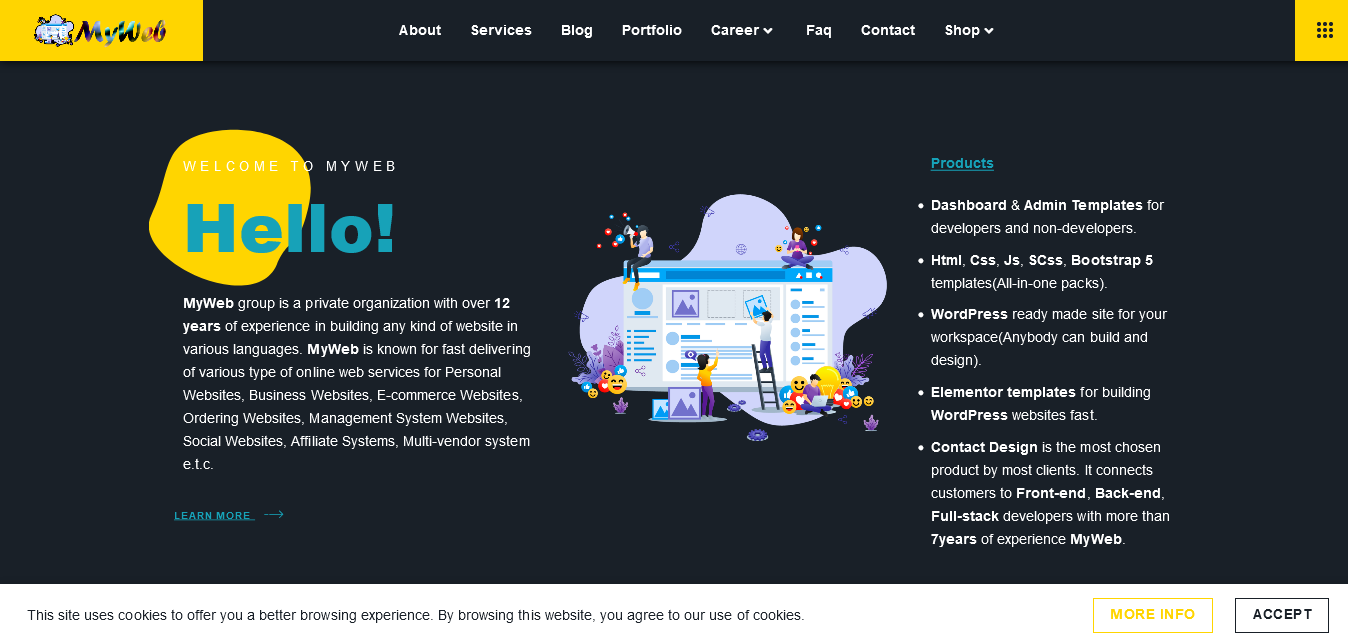 MyWeb
About Services Blog Portfolio Career Faq Contact Shop
WELCOME TO MYWEB
Hello!
MyWeb group is a private organization with over 12
years of experience in building any kind of website in
various languages. MyWeb is known for fast delivering
of various type of online web services for Personal
Websites, Business Websites, E-commerce Websites,
Ordering Websites, Management System Websites,
Social Websites, Affiliate Systems, Multi-vendor system
e.t.c.
LEARN MORE
Products
Dashboard & Admin Templates for
developers and non-developers.
Html, Css, Js, SCss, Bootstrap 5
templates(All-in-one packs).
WordPress ready made site for your
workspace(Anybody can build and
design).
Elementor templates for building
WordPress websites fast.
Contact Design is the most chosen
product by most clients. It connects
customers to Front-end, Back-end,
Full-stack developers with more than
7years of experience MyWeb.
This site uses cookies to offer you a better browsing experience. By browsing this website, you agree to our use of cookies.
MORE INFO
ACCEPT